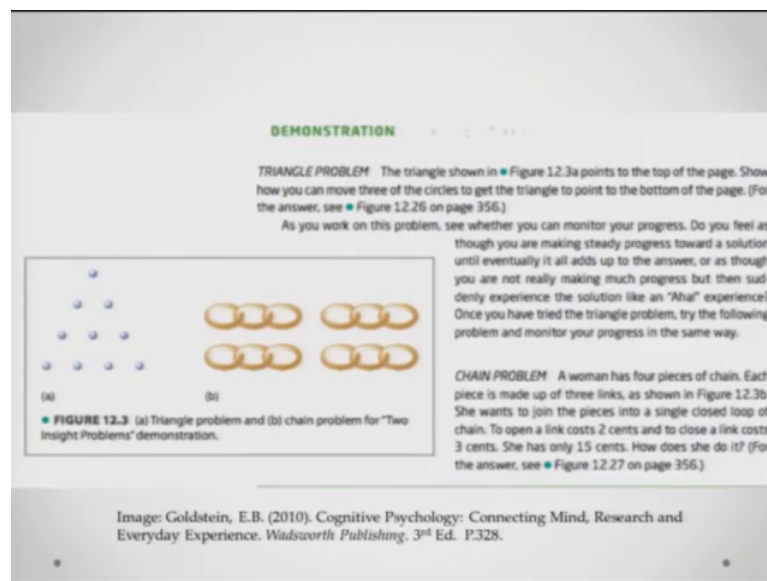 DEMONSTRATION
TRIANGLE PROBLEM The triangle shown in • Figure 12.3a points to the top of the page. Show
how you can move three of the circles to get the triangle to point to the bottom of the page. (For
the answer, see • Figure 12.26 on page 356.)
As you work on this problem, see whether you can monitor your progress. Do you feel as
though you are making steady progress toward a solution
until eventually it all adds up to the answer, or as though
you are not really making much progress but then sud-
denly experience the solution like an "Aha!" experience?
Once you have tried the triangle problem, try the following
problem and monitor your progress in the same way.
CHAIN PROBLEM A woman has four pieces of chain. Each
piece is made up of three links, as shown in Figure 12.3b.
She wants to join the pieces into a single closed loop of
chain. To open a link costs 2 cents and to close a link costs
3 cents. She has only 15 cents. How does she do it? (For
the answer, see • Figure 12.27 on page 356.)
(a) (b)
• FIGURE 12.3 (a) Triangle problem and (b) chain problem for "Two
Insight Problems" demonstration.
Image: Goldstein, E.B. (2010). Cognitive Psychology: Connecting Mind, Research and
Everyday Experience. Wadsworth Publishing. 3rd Ed. P.328.